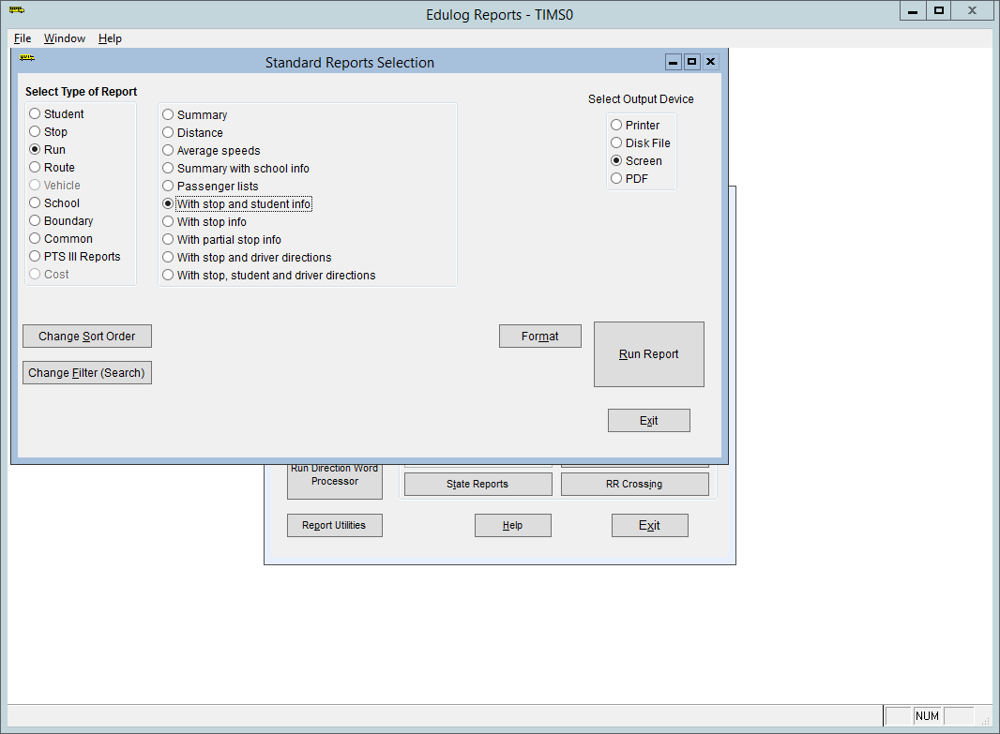 Edulog Reports - TIMS0
File Window Help
Standard Reports Selection
Select Type of Report
Student
Stop
Run
Route
Vehicle
School
Boundary
Common
PTS III Reports
Cost
Summary
Distance
Average speeds
Summary with school info
Passenger lists
With stop and student info
With stop info
With partial stop info
With stop and driver directions
With stop, student and driver directions
Select Output Device
Printer
Disk File
Screen
PDF
Change Sort Order
Change Filter (Search)
Format
Run Report
Exit
Run Direction Word
Processor
State Reports
RR Crossing
Report Utilities
Help
Exit
NUM